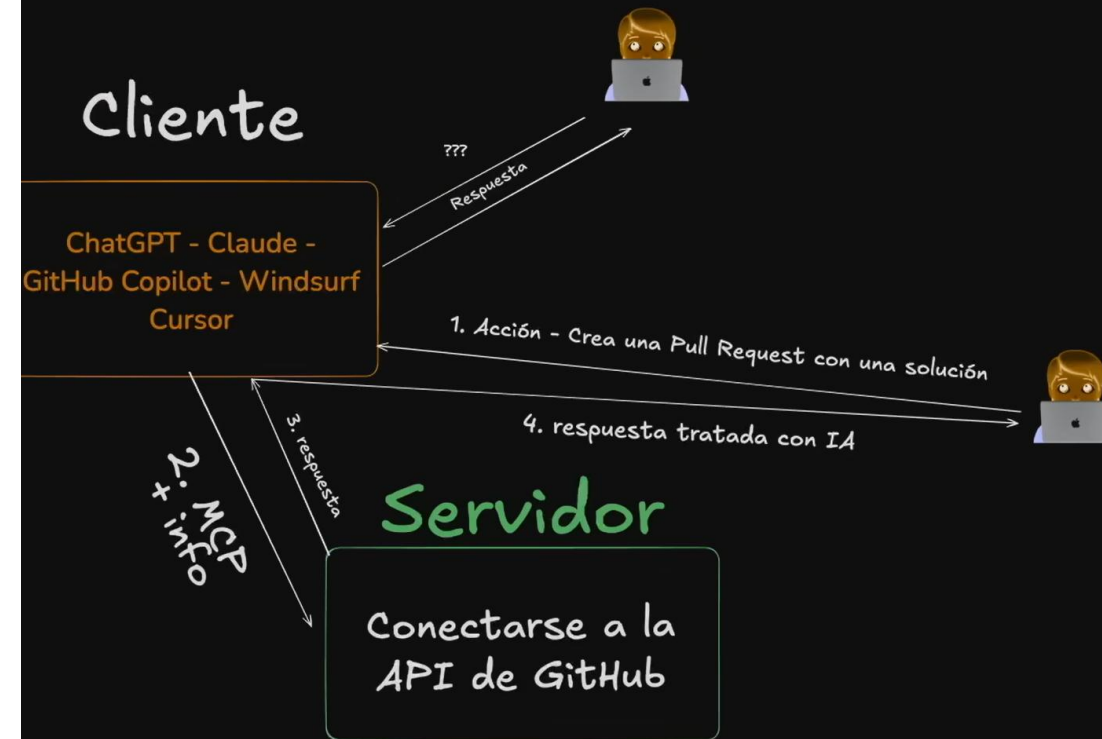 Cliente
???
Respuesta
ChatGPT - Claude -
GitHub Copilot - Windsurf
Cursor
1. Acción - Crea una Pull Request con una solución
4. respuesta tratada con IA
3. respuesta
2. MCP
+ info
Servidor
Conectarse a la
API de GitHub